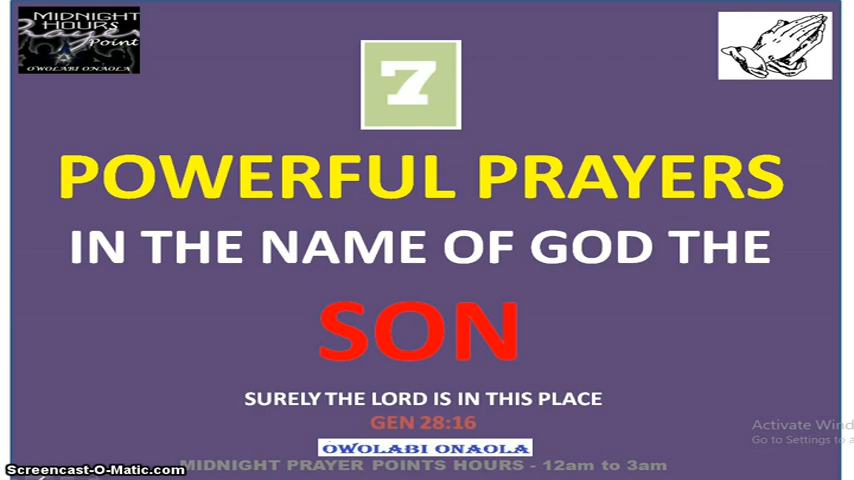 MIDNIGHT
HOURS
Prayer
Point
OWOLABI ONAOLA
7
POWERFUL PRAYERS
IN THE NAME OF GOD THE
SON
SURELY THE LORD IS IN THIS PLACE
GEN 28:16
OWOLABI ONAOLA
MIDNIGHT PRAYER POINTS HOURS - 12am to 3am
Screencast-O-Matic.com
Activate Wind
Go to Settings to a